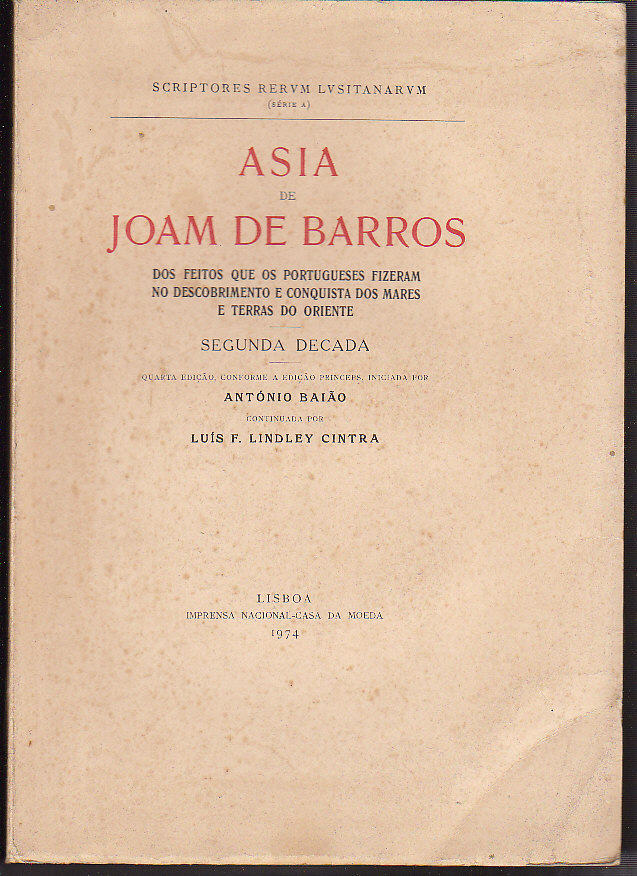 SCRIPTORES RERVM LVSITANARVM
(SÉRIE A)
ASIA
DE
JOAM DE BARROS
DOS FEITOS QUE OS PORTUGUESES FIZERAM
NO DESCOBRIMENTO E CONQUISTA DOS MARES
E TERRAS DO ORIENTE
SEGUNDA DECADA
QUARTA EDIÇÃO, CONFORME A EDIÇÃO PRINCEPS, INICIADA POR
ANTÓNIO BAIÃO
CONTINUADA POR
LUÍS F. LINDLEY CINTRA
LISBOA
IMPRENSA NACIONAL-CASA DA MOEDA
1974